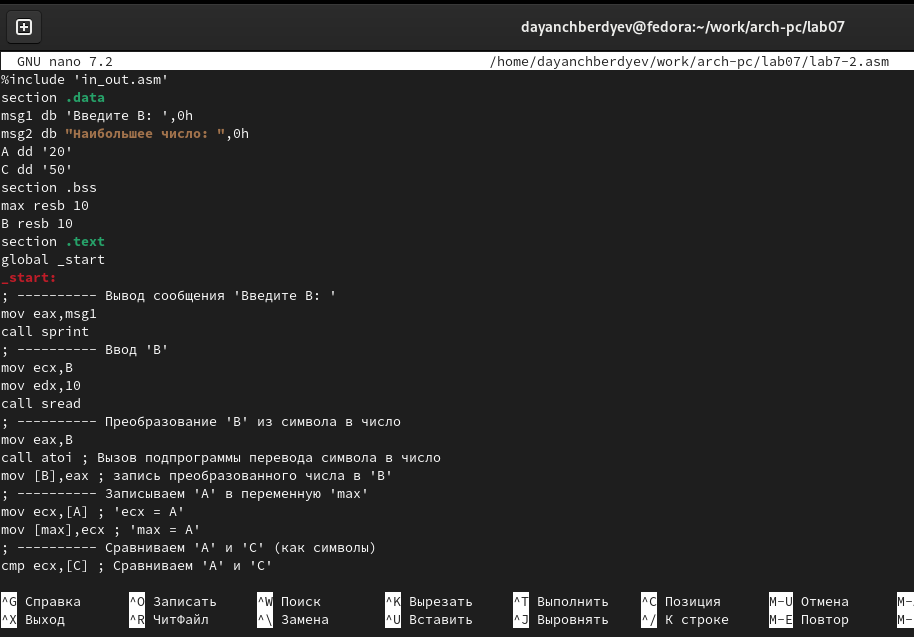 dayanchberdyev@fedora:~/work/arch-pc/lab07
GNU nano 7.2 /home/dayanchberdyev/work/arch-pc/lab07/lab7-2.asm
%include 'in_out.asm'
section .data
msg1 db 'Введите B: ',0h
msg2 db "Наибольшее число: ",0h
A dd '20'
C dd '50'
section .bss
max resb 10
B resb 10
section .text
global _start
_start:
; ---------- Вывод сообщения 'Введите B: '
mov eax,msg1
call sprint
; ---------- Ввод 'B'
mov ecx,B
mov edx,10
call sread
; ---------- Преобразование 'B' из символа в число
mov eax,B
call atoi ; Вызов подпрограммы перевода символа в число
mov [B],eax ; запись преобразованного числа в 'B'
; ---------- Записываем 'A' в переменную 'max'
mov ecx,[A] ; 'ecx = A'
mov [max],ecx ; 'max = A'
; ---------- Сравниваем 'A' и 'С' (как символы)
cmp ecx,[C] ; Сравниваем 'A' и 'С'
^G Справка ^O Записать ^W Поиск ^K Вырезать ^T Выполнить ^C Позиция M-U Отмена M-
^X Выход ^R ЧитФайл ^\ Замена ^U Вставить ^J Выровнять ^/ К строке M-E Повтор M-